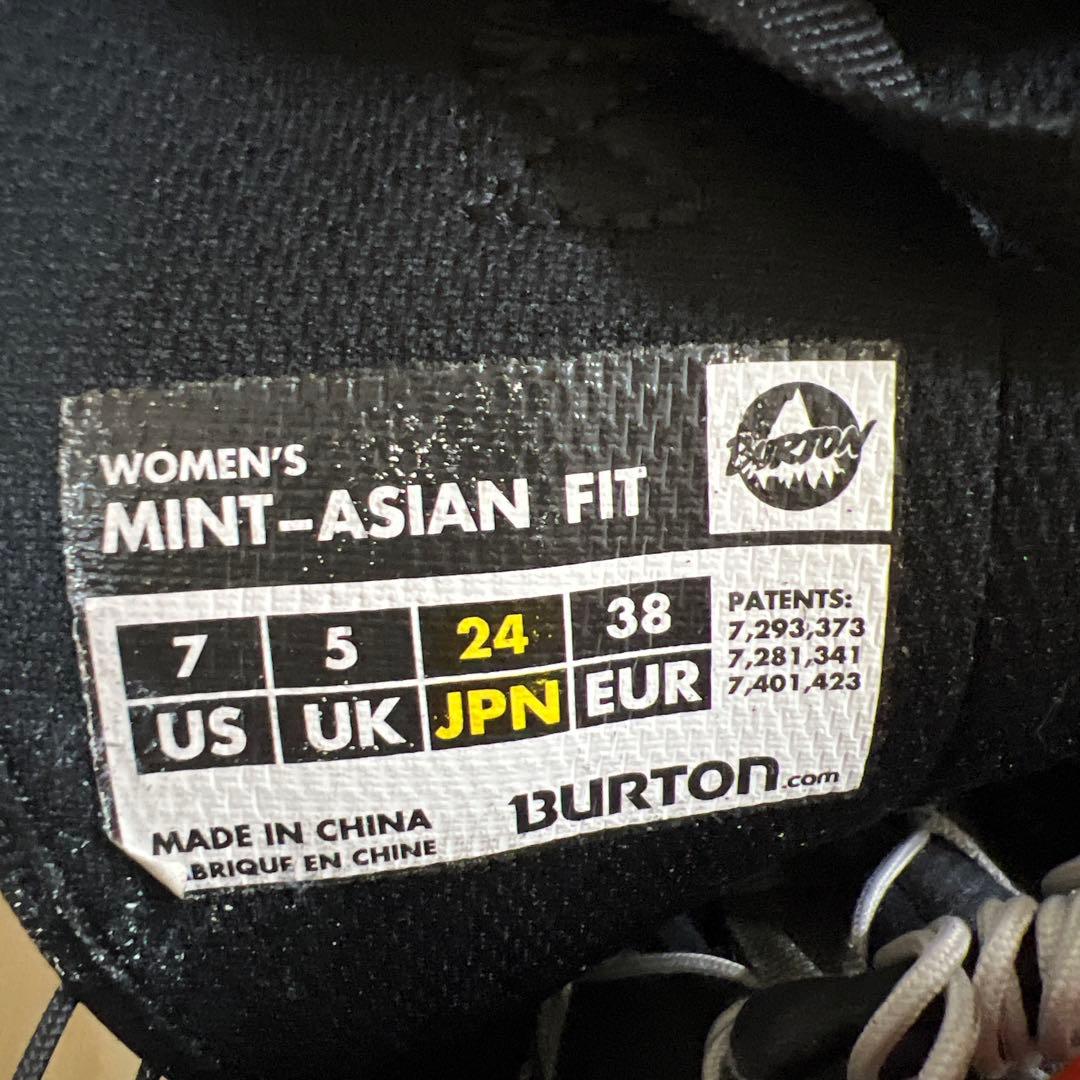 WOMEN'S
MINT-ASIAN FIT
BURTON
7 5 24 38
US UK JPN EUR
PATENTS:
7,293,373
7,281,341
7,401,423
MADE IN CHINA
ABRIQUE EN CHINE
BURTON.com